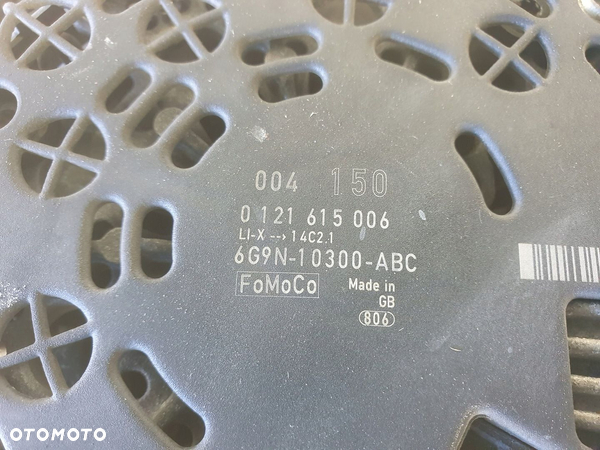 004 150
0 121 615 006
LI-X --> 14C2.1
6G9N-10300-ABC
FoMoCo
Made in
GB
806
OTOMOTO